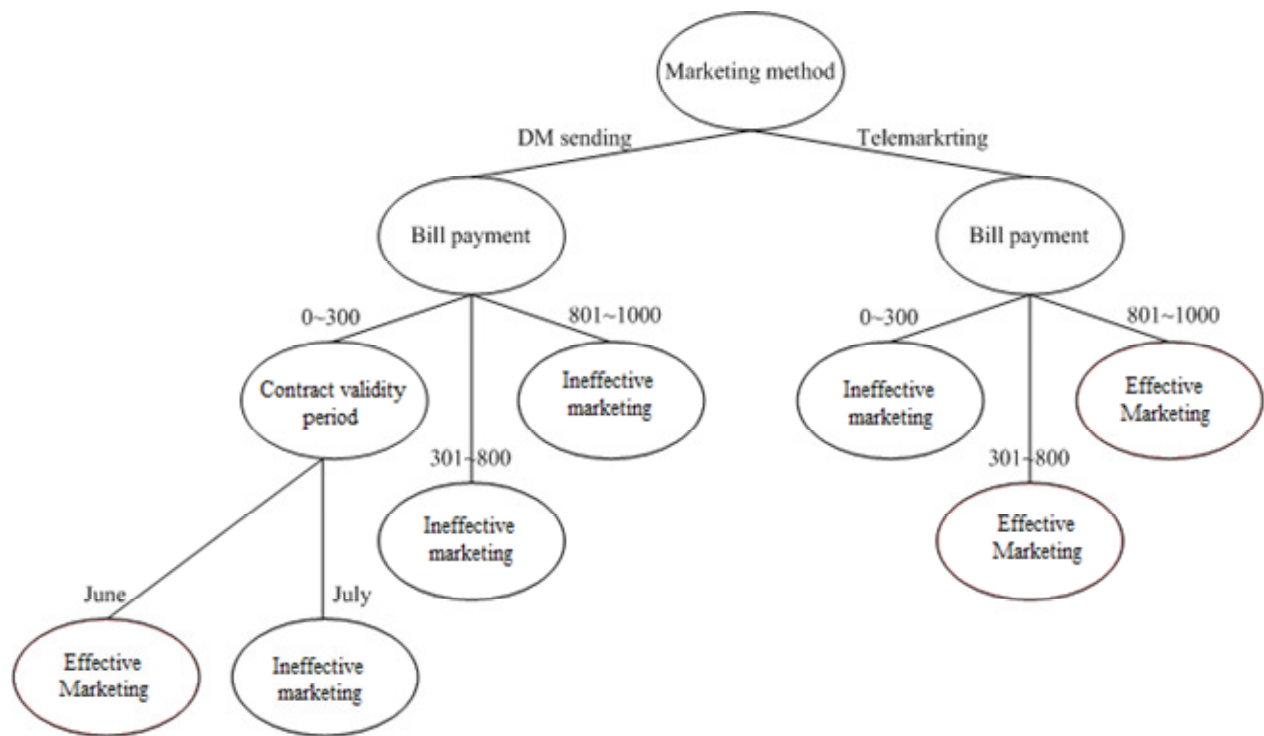 Marketing method
DM sending
Telemarkrting
Bill payment
Bill payment
0~300
801~1000
0~300
801~1000
Contract validity
period
Ineffective
marketing
Ineffective
marketing
Effective
Marketing
301~800
301~800
Ineffective
marketing
Effective
Marketing
June
July
Effective
Marketing
Ineffective
marketing